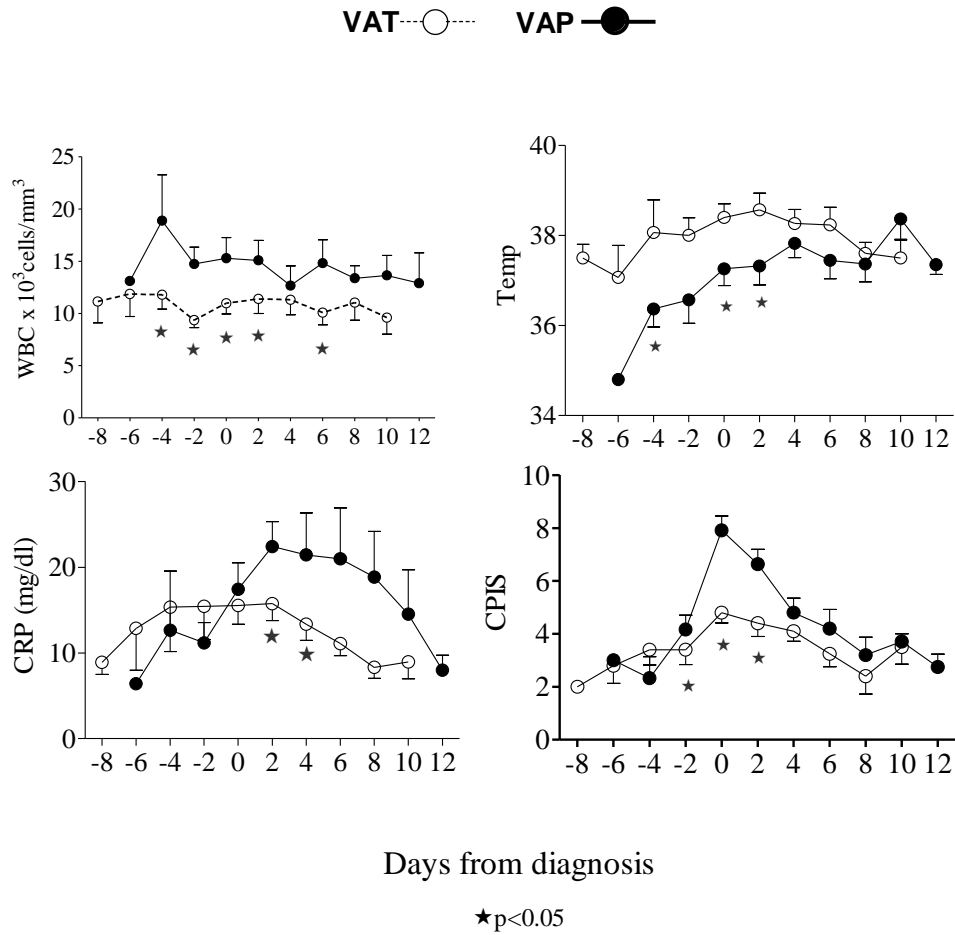 VAT VAP
WBC x 10³cells/mm³
25
20
15
10
5
0
-8 -6 -4 -2 0 2 4 6 8 10 12
Temp
40
38
36
34
-8 -6 -4 -2 0 2 4 6 8 10 12
CRP (mg/dl)
30
20
10
0
-8 -6 -4 -2 0 2 4 6 8 10 12
CPIS
10
8
6
4
2
0
-8 -6 -4 -2 0 2 4 6 8 10 12
Days from diagnosis
★p<0.05